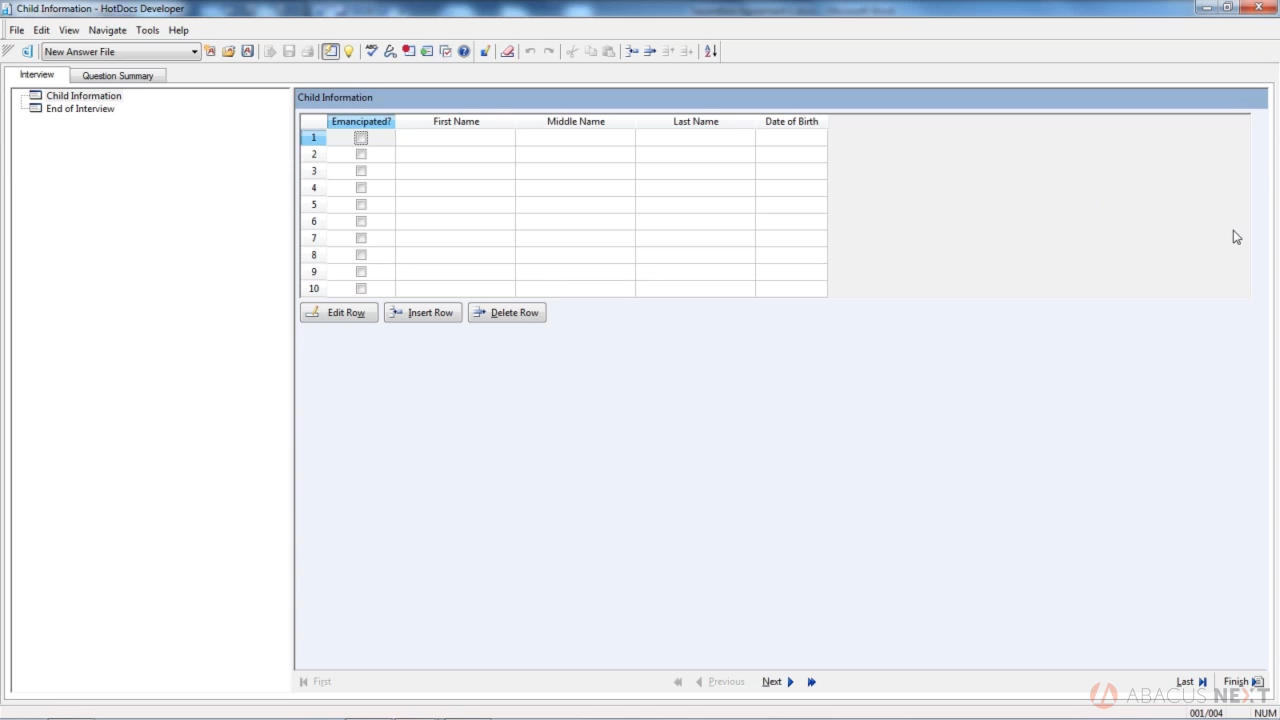 Child Information - HotDocs Developer
File Edit View Navigate Tools Help
New Answer File
Interview Question Summary
Child Information
End of Interview
Child Information
Emancipated? First Name Middle Name Last Name Date of Birth
1
2
3
4
5
6
7
8
9
10
Edit Row Insert Row Delete Row
First Previous Next Last Finish
ABACUS NEXT
001/004 NUM